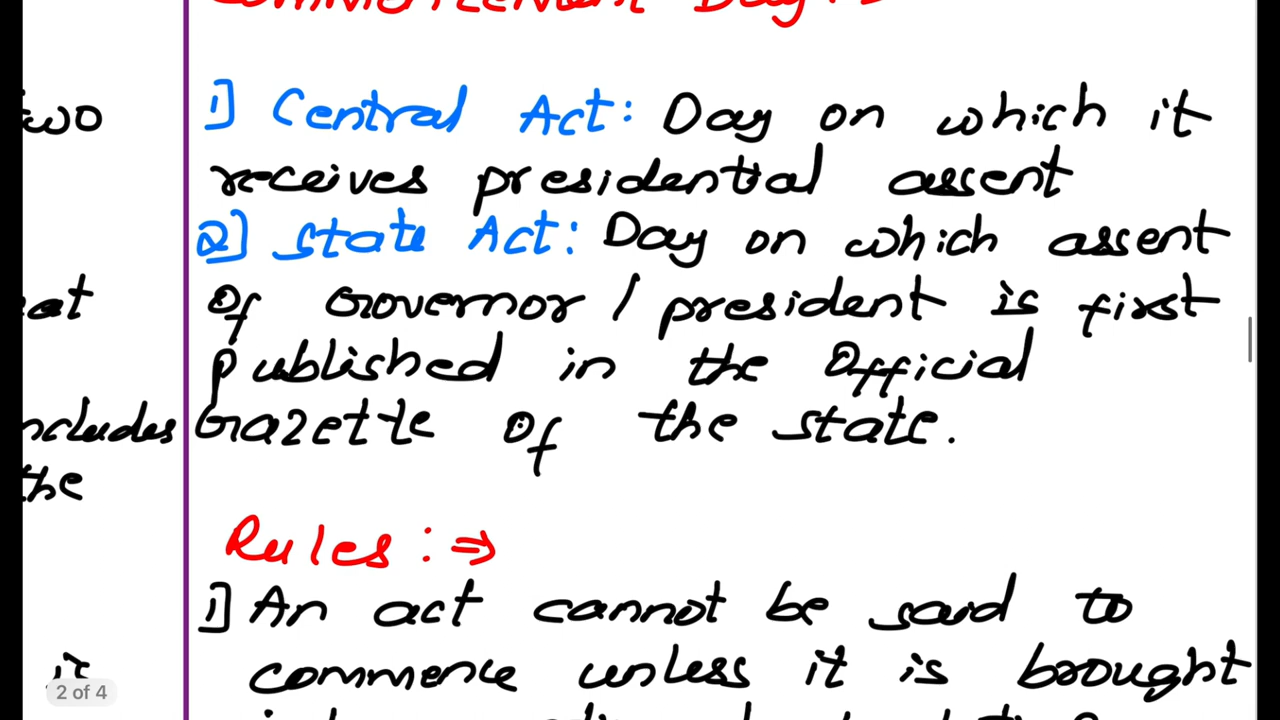 Commencement Day :-
two
1] Central Act: Day on which it
receives presidential assent
2] State Act: Day on which assent
of Governor / president is first
published in the Official
Gazette of the state.
the
Rules : ⇒
1] An act cannot be said to
commence unless it is brought
it
2 of 4